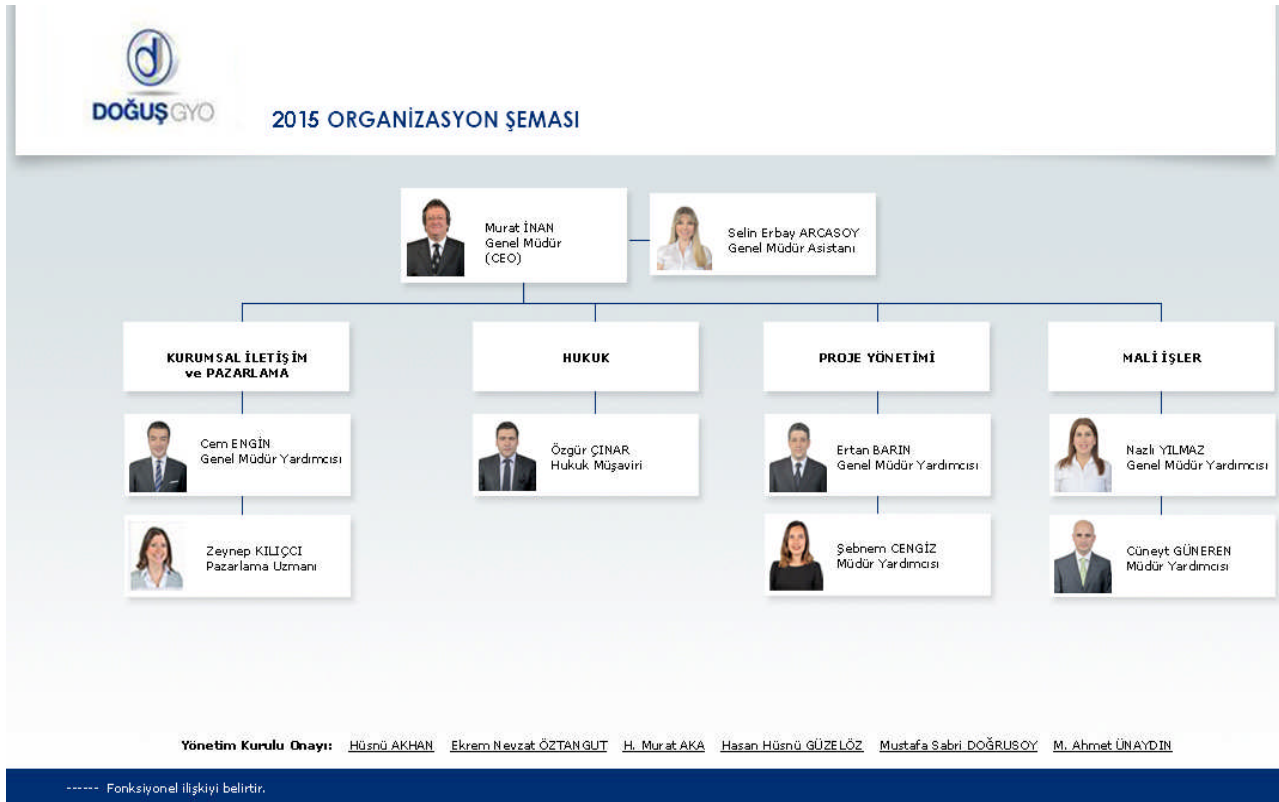 DOĞUŞ GYO
2015 ORGANİZASYON ŞEMASI
Murat İNAN
Genel Müdür
(CEO)
Selin Erbay ARCASOY
Genel Müdür Asistanı
KURUMSAL İLETİŞİM
ve PAZARLAMA
HUKUK
PROJE YÖNETİMİ
MALİ İŞLER
Cem ENGİN
Genel Müdür Yardımcısı
Özgür ÇINAR
Hukuk Müşaviri
Ertan BARIN
Genel Müdür Yardımcısı
Nazlı YILMAZ
Genel Müdür Yardımcısı
Zeynep KILIÇCI
Pazarlama Uzmanı
Şebnem CENGİZ
Müdür Yardımcısı
Cüneyt GÜNEREN
Müdür Yardımcısı
Yönetim Kurulu Onayı: Hüsnü AKHAN Ekrem Nevzat ÖZTANGUT H. Murat AKA Hasan Hüsnü GÜZELÖZ Mustafa Sabri DOĞRUSOY M. Ahmet ÜNAYDIN
------ Fonksiyonel ilişkiyi belirtir.